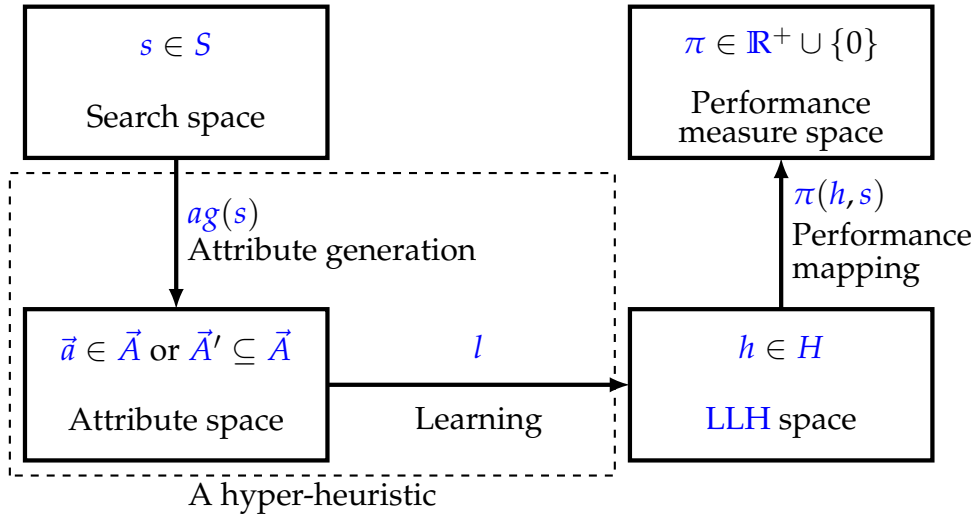 s ∈ S
Search space
π ∈ ℝ⁺ ∪ {0}
Performance
measure space
ag(s)
Attribute generation
π(h, s)
Performance
mapping
a⃗ ∈ A⃗ or A⃗′ ⊆ A⃗
Attribute space
l
Learning
h ∈ H
LLH space
A hyper-heuristic